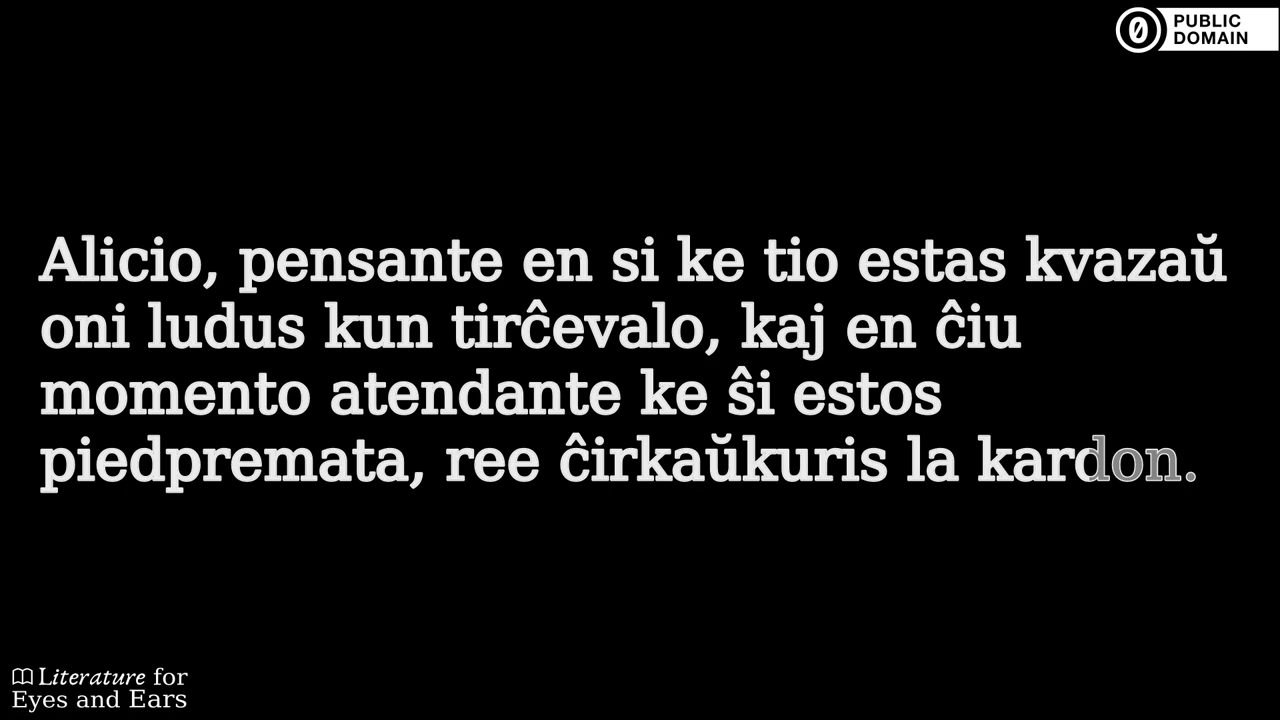 PUBLIC
DOMAIN
Alicio, pensante en si ke tio estas kvazaŭ
oni ludus kun tirĉevalo, kaj en ĉiu
momento atendante ke ŝi estos
piedpremata, ree ĉirkaŭkuris la kardon.
Literature for
Eyes and Ears